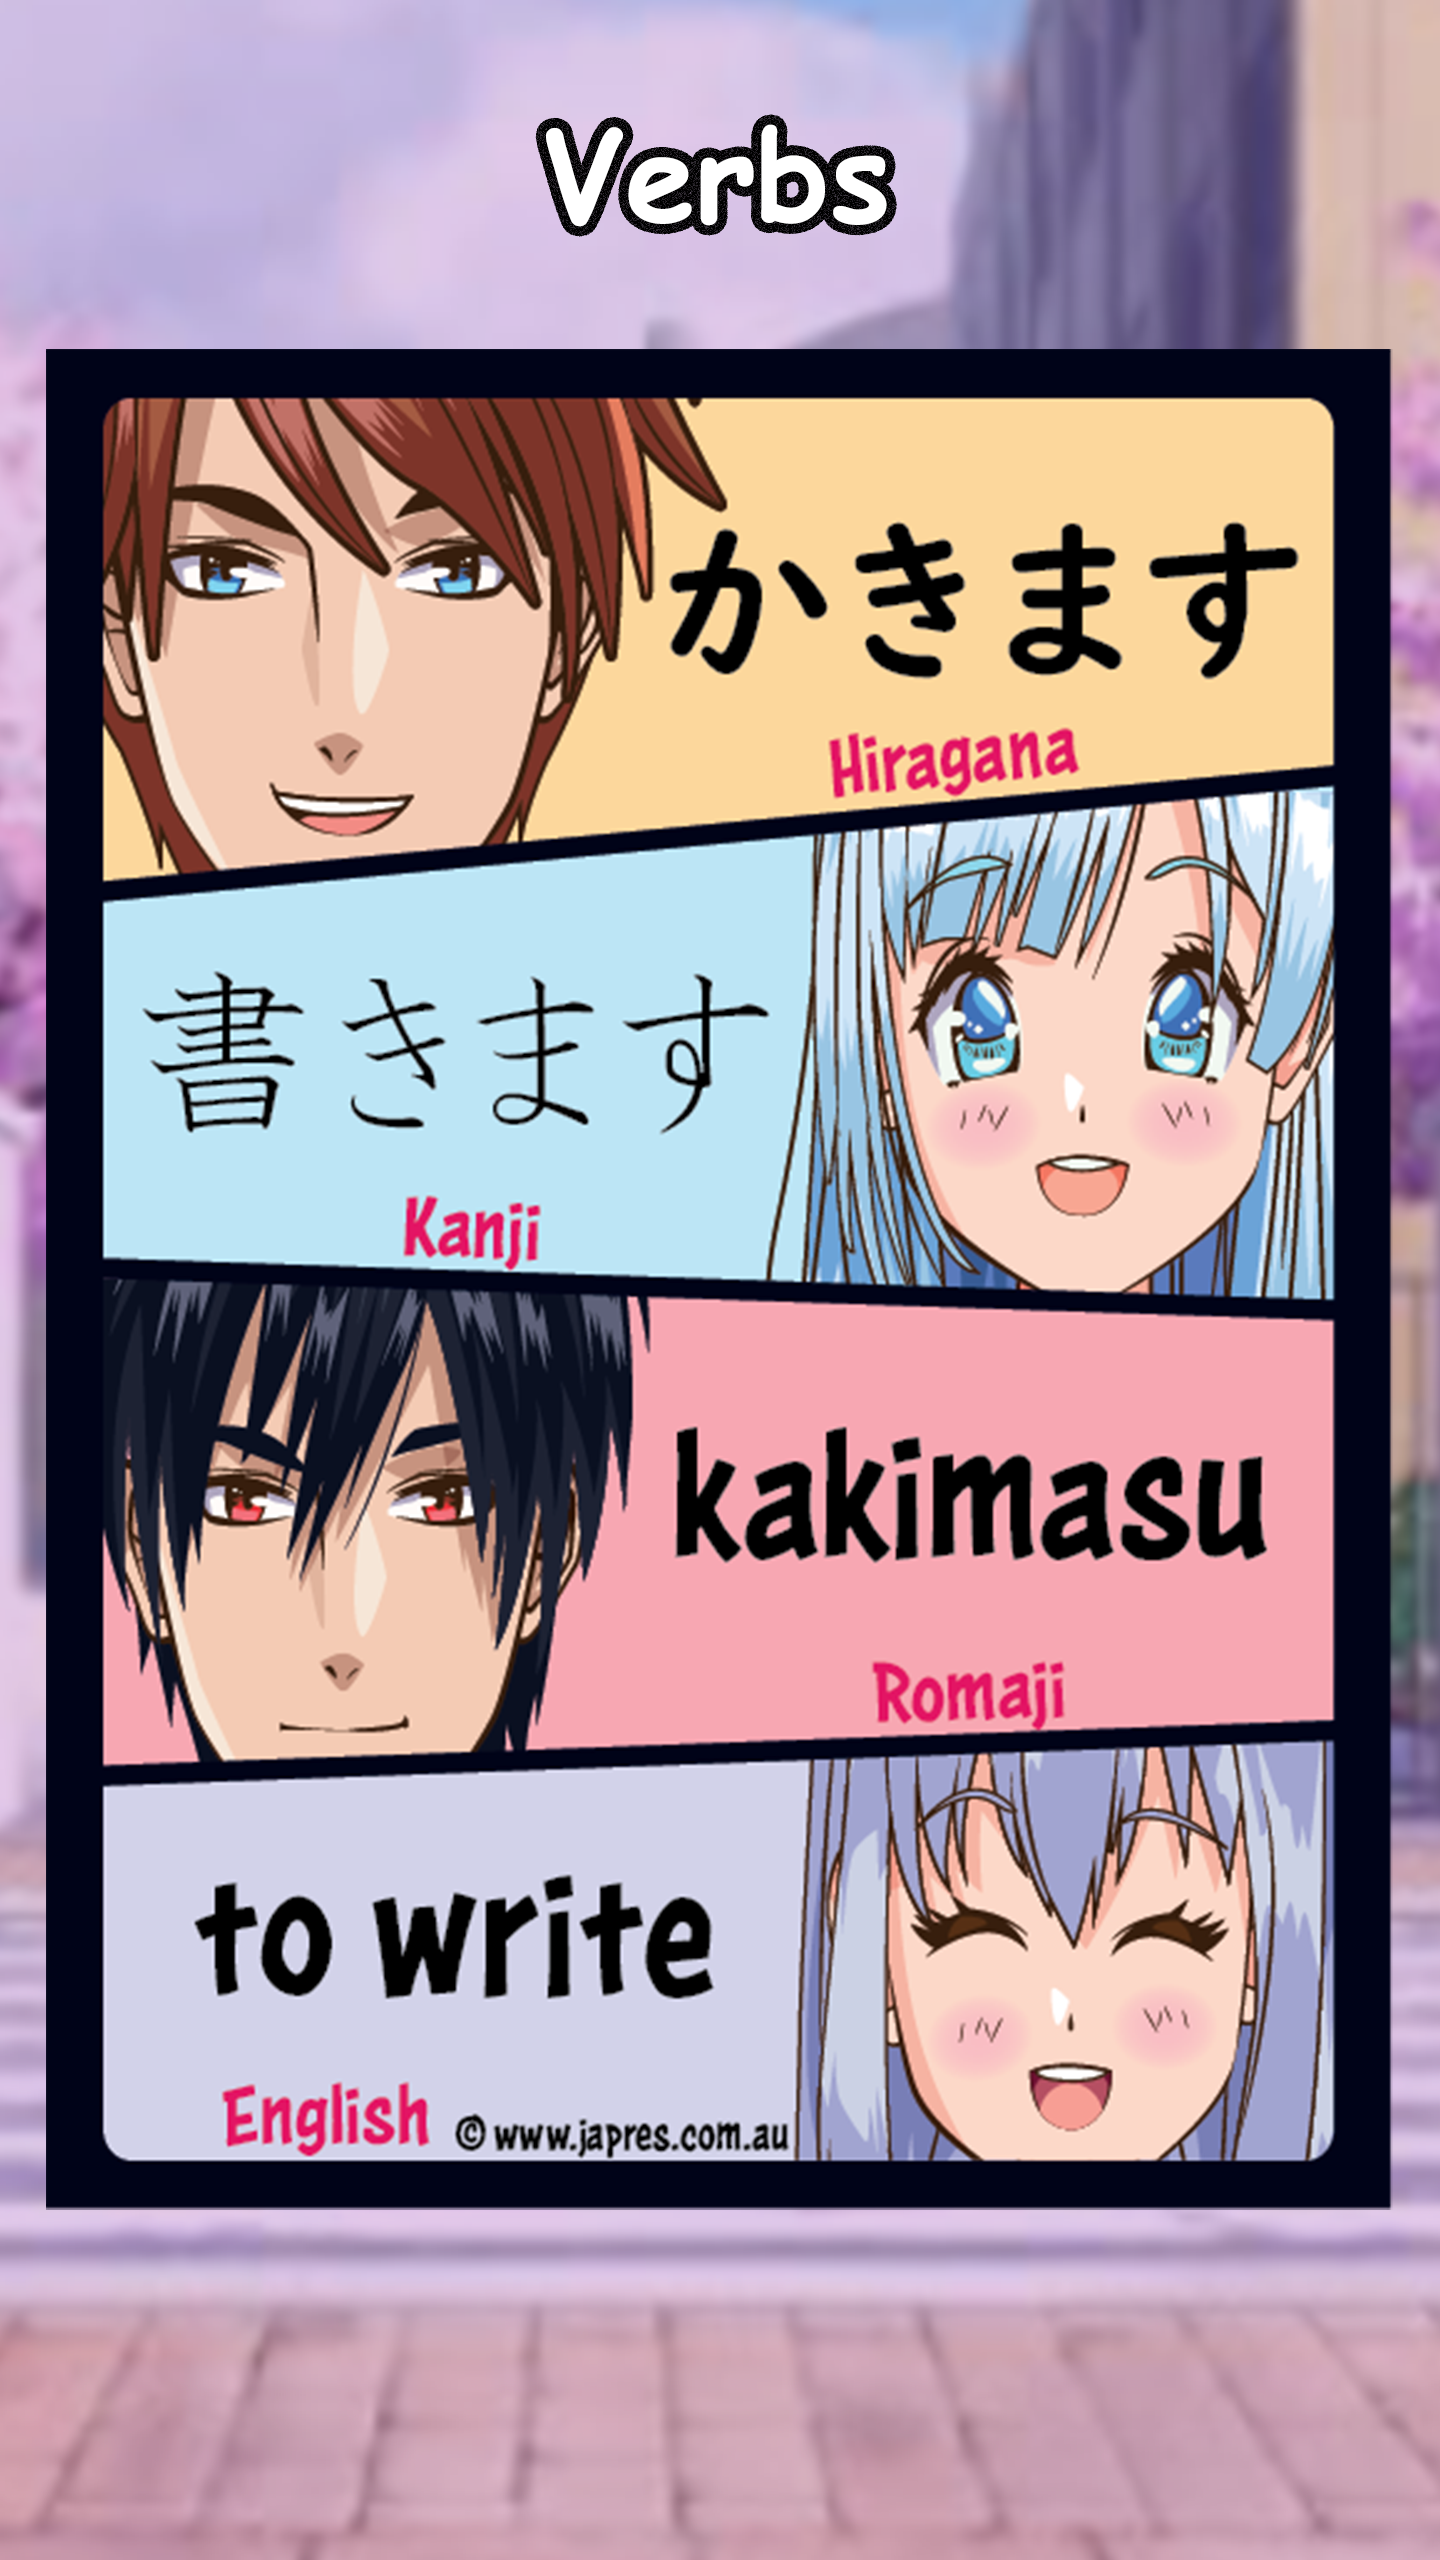 Verbs
かきます
Hiragana
書きます
Kanji
kakimasu
Romaji
to write
English
© www.japres.com.au